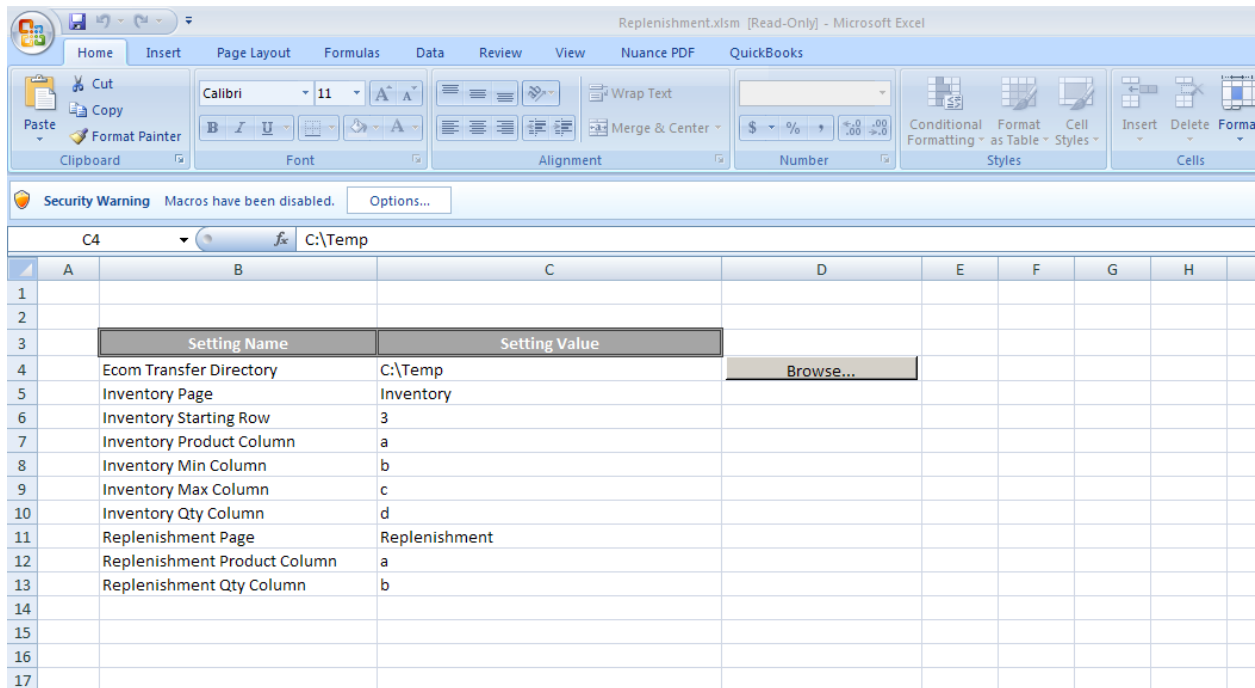 Replenishment.xlsm [Read-Only] - Microsoft Excel
Home Insert Page Layout Formulas Data Review View Nuance PDF QuickBooks
Paste
Cut
Copy
Format Painter
Clipboard
Calibri 11 A A
B I U A
Font
Wrap Text
Merge & Center
Alignment
$ % , .0 .00 .00 .0
Number
Conditional Formatting
Format as Table
Cell Styles
Styles
Insert Delete
Cells
Security Warning Macros have been disabled. Options...
C4 fx C:\Temp
A B C D E F G H
1
2
3 Setting Name Setting Value
4 Ecom Transfer Directory C:\Temp Browse...
5 Inventory Page Inventory
6 Inventory Starting Row 3
7 Inventory Product Column a
8 Inventory Min Column b
9 Inventory Max Column c
10 Inventory Qty Column d
11 Replenishment Page Replenishment
12 Replenishment Product Column a
13 Replenishment Qty Column b
14
15
16
17